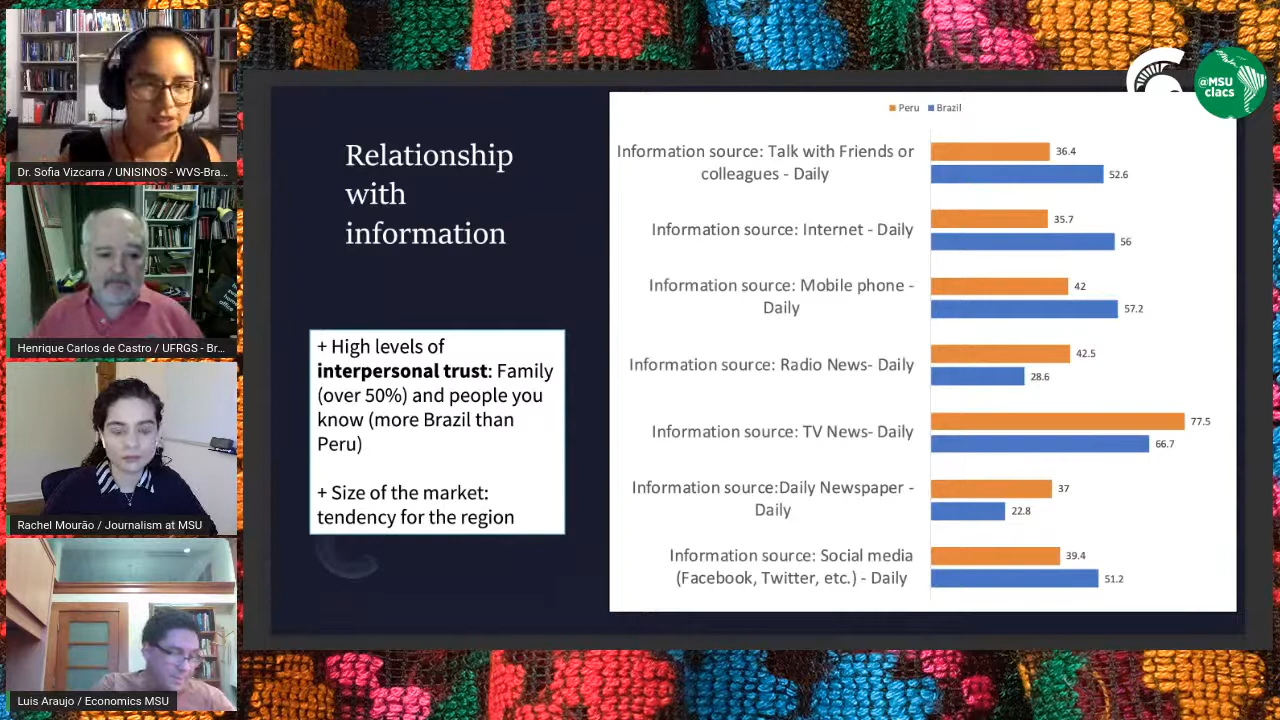 Dr. Sofia Vizcarra / UNISINOS - WVS-Bra...
Henrique Carlos de Castro / UFRGS - Br...
Rachel Mourão / Journalism at MSU
Luis Araujo / Economics MSU
@MSU
clacs
Relationship
with
information
+ High levels of
interpersonal trust: Family
(over 50%) and people you
know (more Brazil than
Peru)
+ Size of the market:
tendency for the region
Peru Brazil
Information source: Talk with Friends or
colleagues - Daily
36.4
52.6
Information source: Internet - Daily
35.7
56
Information source: Mobile phone -
Daily
42
57.2
Information source: Radio News- Daily
42.5
28.6
Information source: TV News- Daily
77.5
66.7
Information source:Daily Newspaper -
Daily
37
22.8
Information source: Social media
(Facebook, Twitter, etc.) - Daily
39.4
51.2